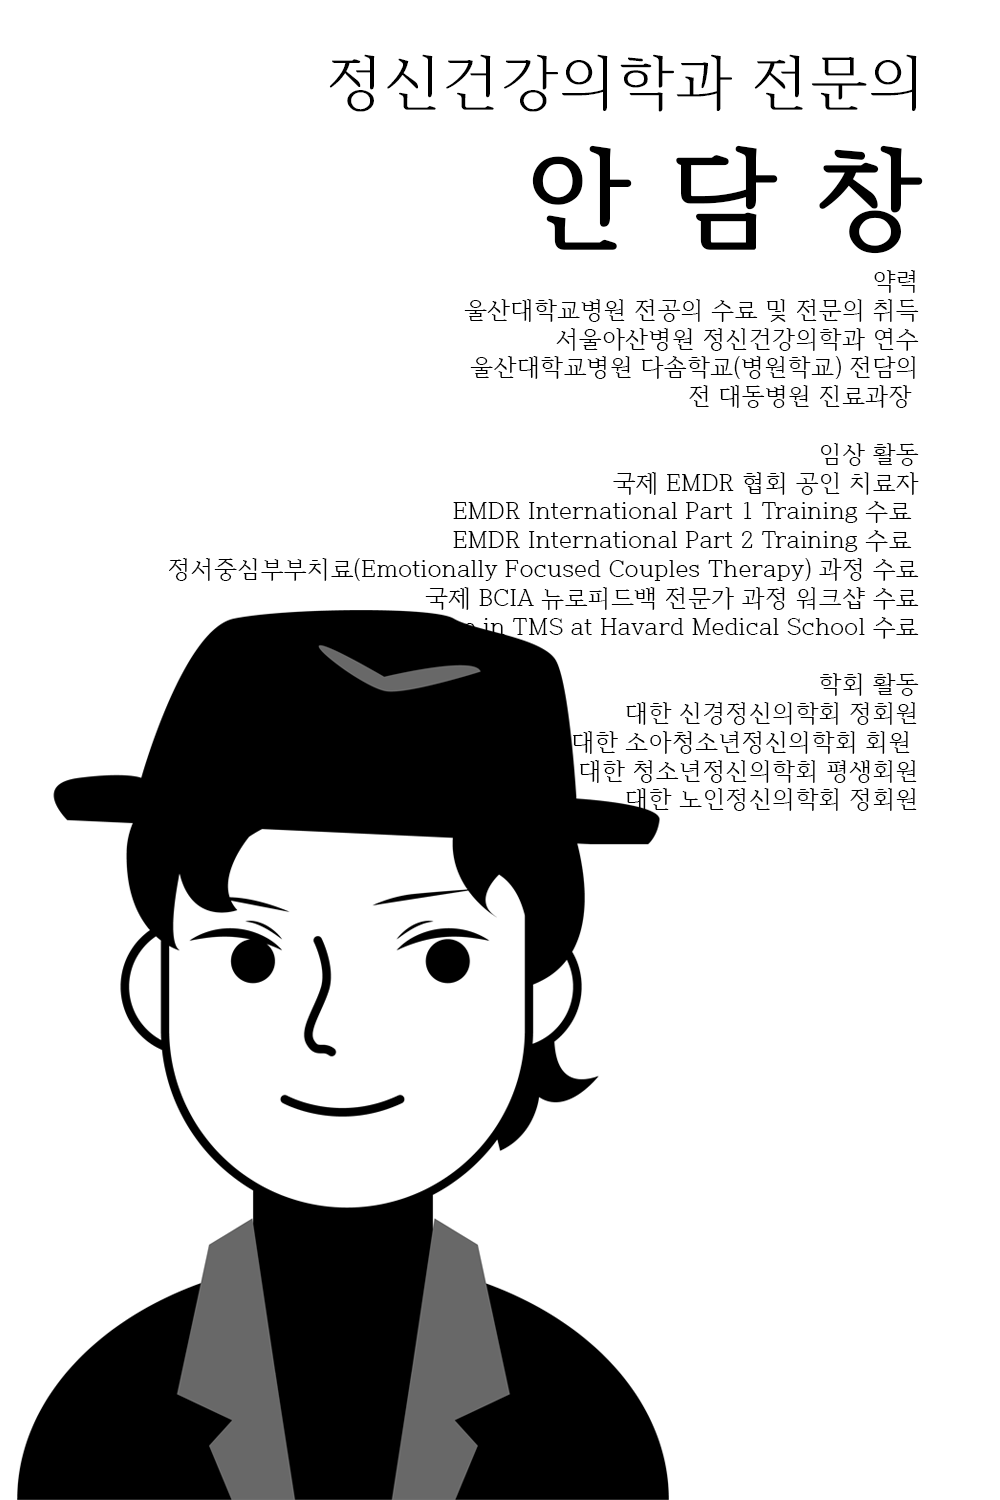 정신건강의학과 전문의
안 담 창
약력
울산대학교병원 전공의 수료 및 전문의 취득
서울아산병원 정신건강의학과 연수
울산대학교병원 다솜학교(병원학교) 전담의
전 대동병원 진료과장
임상 활동
국제 EMDR 협회 공인 치료자
EMDR International Part 1 Training 수료
EMDR International Part 2 Training 수료
정서중심부부치료(Emotionally Focused Couples Therapy) 과정 수료
국제 BCIA 뉴로피드백 전문가 과정 워크샵 수료
in TMS at Havard Medical School 수료
학회 활동
대한 신경정신의학회 정회원
대한 소아청소년정신의학회 회원
대한 청소년정신의학회 평생회원
대한 노인정신의학회 정회원